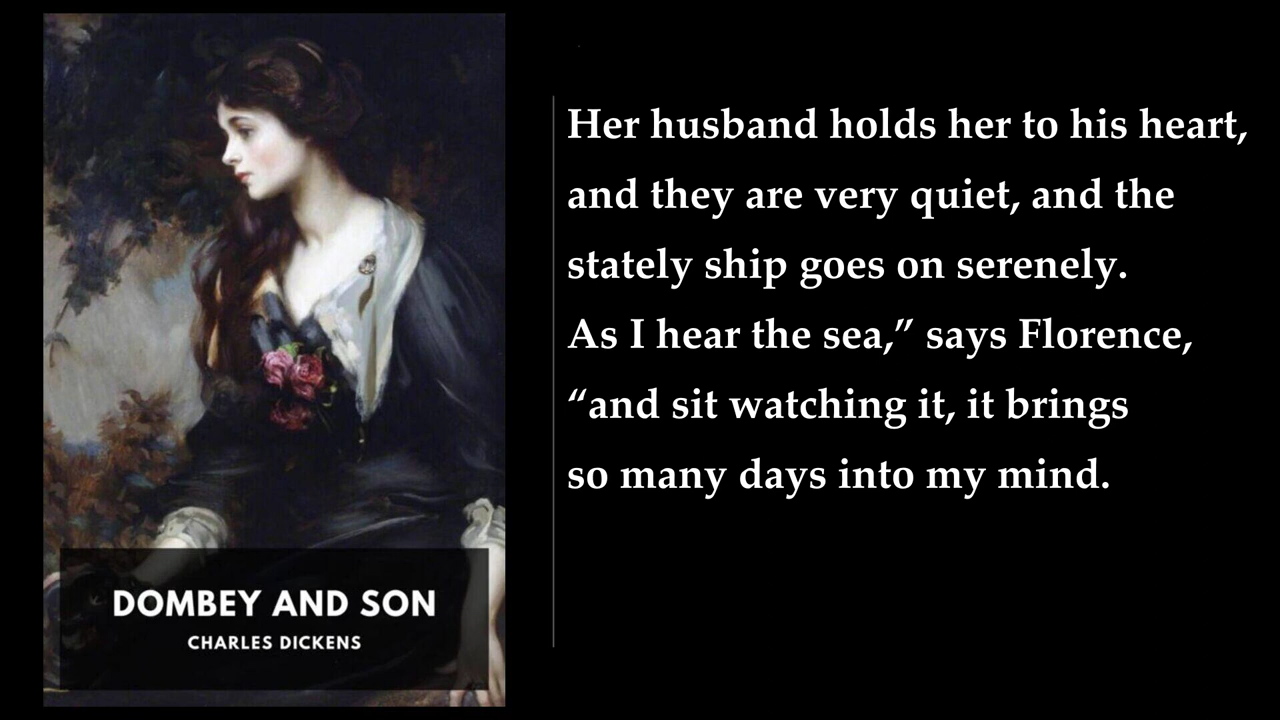 Her husband holds her to his heart,
and they are very quiet, and the
stately ship goes on serenely.
As I hear the sea,” says Florence,
“and sit watching it, it brings
so many days into my mind.
DOMBEY AND SON
CHARLES DICKENS